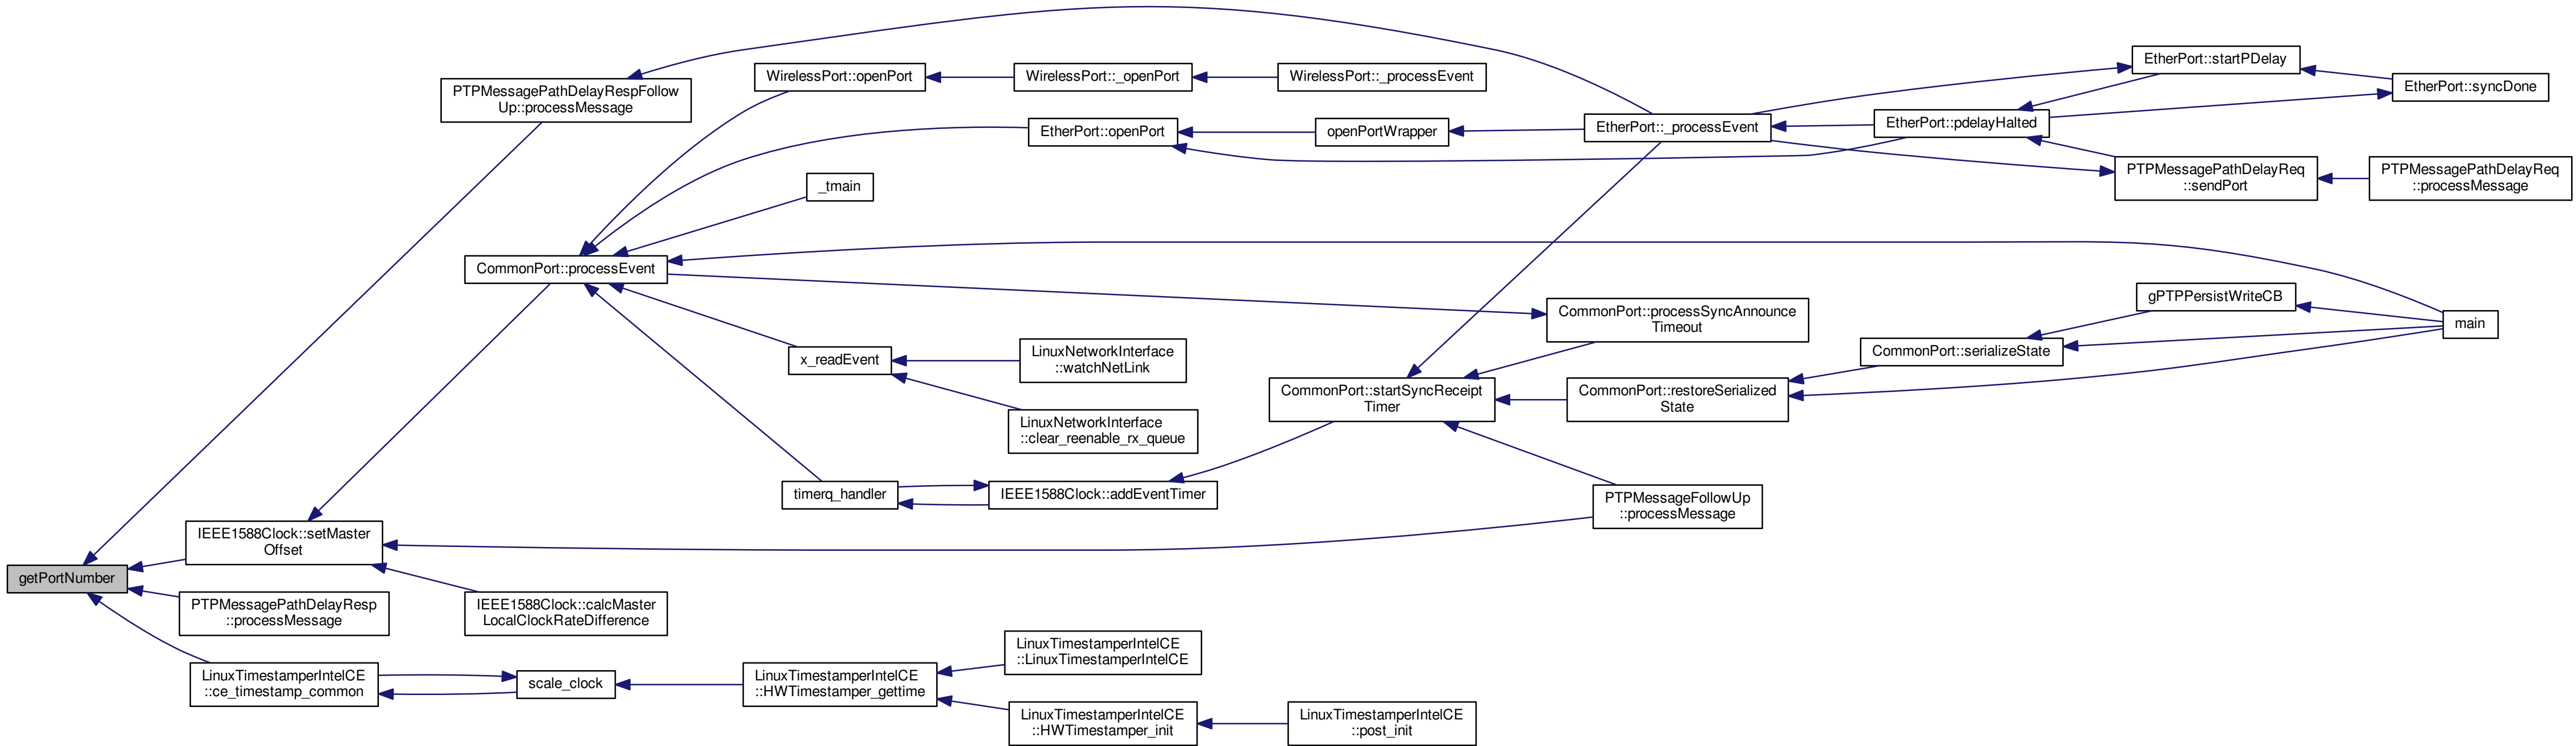 EtherPort::startPDelay
WirelessPort::openPort
WirelessPort::_openPort
WirelessPort::_processEvent
EtherPort::syncDone
PTPMessagePathDelayRespFollow
Up::processMessage
EtherPort::openPort
openPortWrapper
EtherPort::_processEvent
EtherPort::pdelayHalted
_tmain
PTPMessagePathDelayReq
::sendPort
PTPMessagePathDelayReq
::processMessage
CommonPort::processEvent
CommonPort::processSyncAnnounce
Timeout
gPTPPersistWriteCB
main
x_readEvent
LinuxNetworkInterface
::watchNetLink
CommonPort::serializeState
CommonPort::startSyncReceipt
Timer
CommonPort::restoreSerialized
State
LinuxNetworkInterface
::clear_reenable_rx_queue
timerq_handler
IEEE1588Clock::addEventTimer
PTPMessageFollowUp
::processMessage
IEEE1588Clock::setMaster
Offset
getPortNumber
PTPMessagePathDelayResp
::processMessage
IEEE1588Clock::calcMaster
LocalClockRateDifference
LinuxTimestamperIntelCE
::ce_timestamp_common
scale_clock
LinuxTimestamperIntelCE
::HWTimestamper_gettime
LinuxTimestamperIntelCE
::LinuxTimestamperIntelCE
LinuxTimestamperIntelCE
::HWTimestamper_init
LinuxTimestamperIntelCE
::post_init